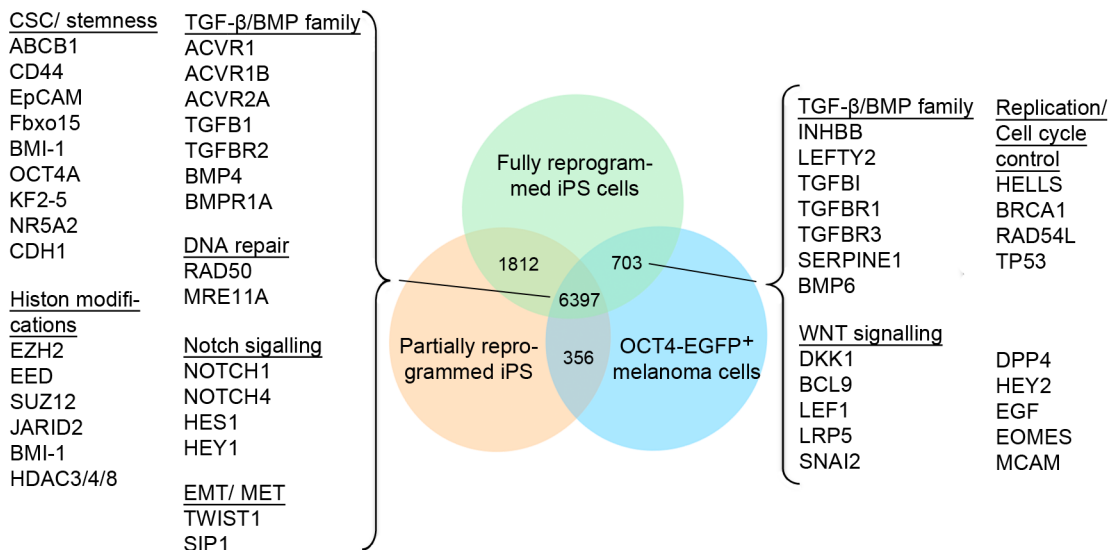 CSC/ stemness
ABCB1
CD44
EpCAM
Fbxo15
BMI-1
OCT4A
KF2-5
NR5A2
CDH1
Histon modifi-
cations
EZH2
EED
SUZ12
JARID2
BMI-1
HDAC3/4/8
TGF-β/BMP family
ACVR1
ACVR1B
ACVR2A
TGFB1
TGFBR2
BMP4
BMPR1A
DNA repair
RAD50
MRE11A
Notch sigalling
NOTCH1
NOTCH4
HES1
HEY1
EMT/ MET
TWIST1
SIP1
Fully reprogram-
med iPS cells
1812
703
6397
Partially repro-
grammed iPS
356
OCT4-EGFP+
melanoma cells
TGF-β/BMP family
INHBB
LEFTY2
TGFBI
TGFBR1
TGFBR3
SERPINE1
BMP6
Replication/
Cell cycle
control
HELLS
BRCA1
RAD54L
TP53
WNT signalling
DKK1
BCL9
LEF1
LRP5
SNAI2
DPP4
HEY2
EGF
EOMES
MCAM